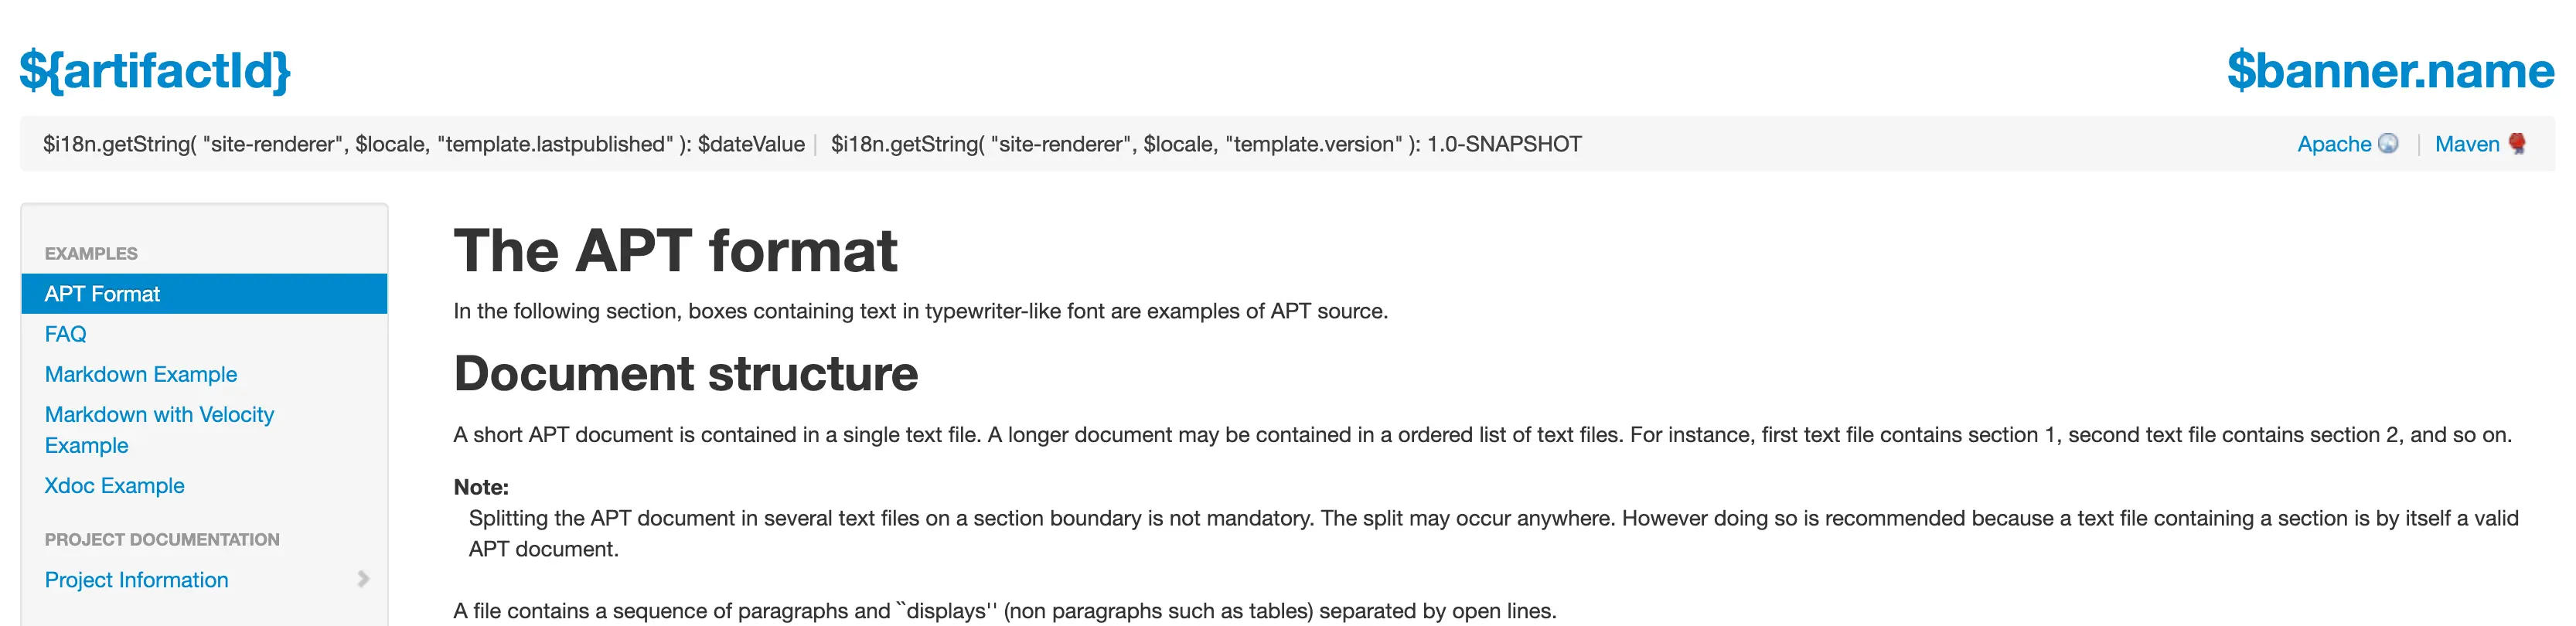 ${artifactId}
$banner.name
$i18n.getString( "site-renderer", $locale, "template.lastpublished" ): $dateValue | $i18n.getString( "site-renderer", $locale, "template.version" ): 1.0-SNAPSHOT
Apache | Maven
EXAMPLES
APT Format
FAQ
Markdown Example
Markdown with Velocity
Example
Xdoc Example
PROJECT DOCUMENTATION
Project Information
The APT format
In the following section, boxes containing text in typewriter-like font are examples of APT source.
Document structure
A short APT document is contained in a single text file. A longer document may be contained in a ordered list of text files. For instance, first text file contains section 1, second text file contains section 2, and so on.
Note:
Splitting the APT document in several text files on a section boundary is not mandatory. The split may occur anywhere. However doing so is recommended because a text file containing a section is by itself a valid
APT document.
A file contains a sequence of paragraphs and ``displays'' (non paragraphs such as tables) separated by open lines.